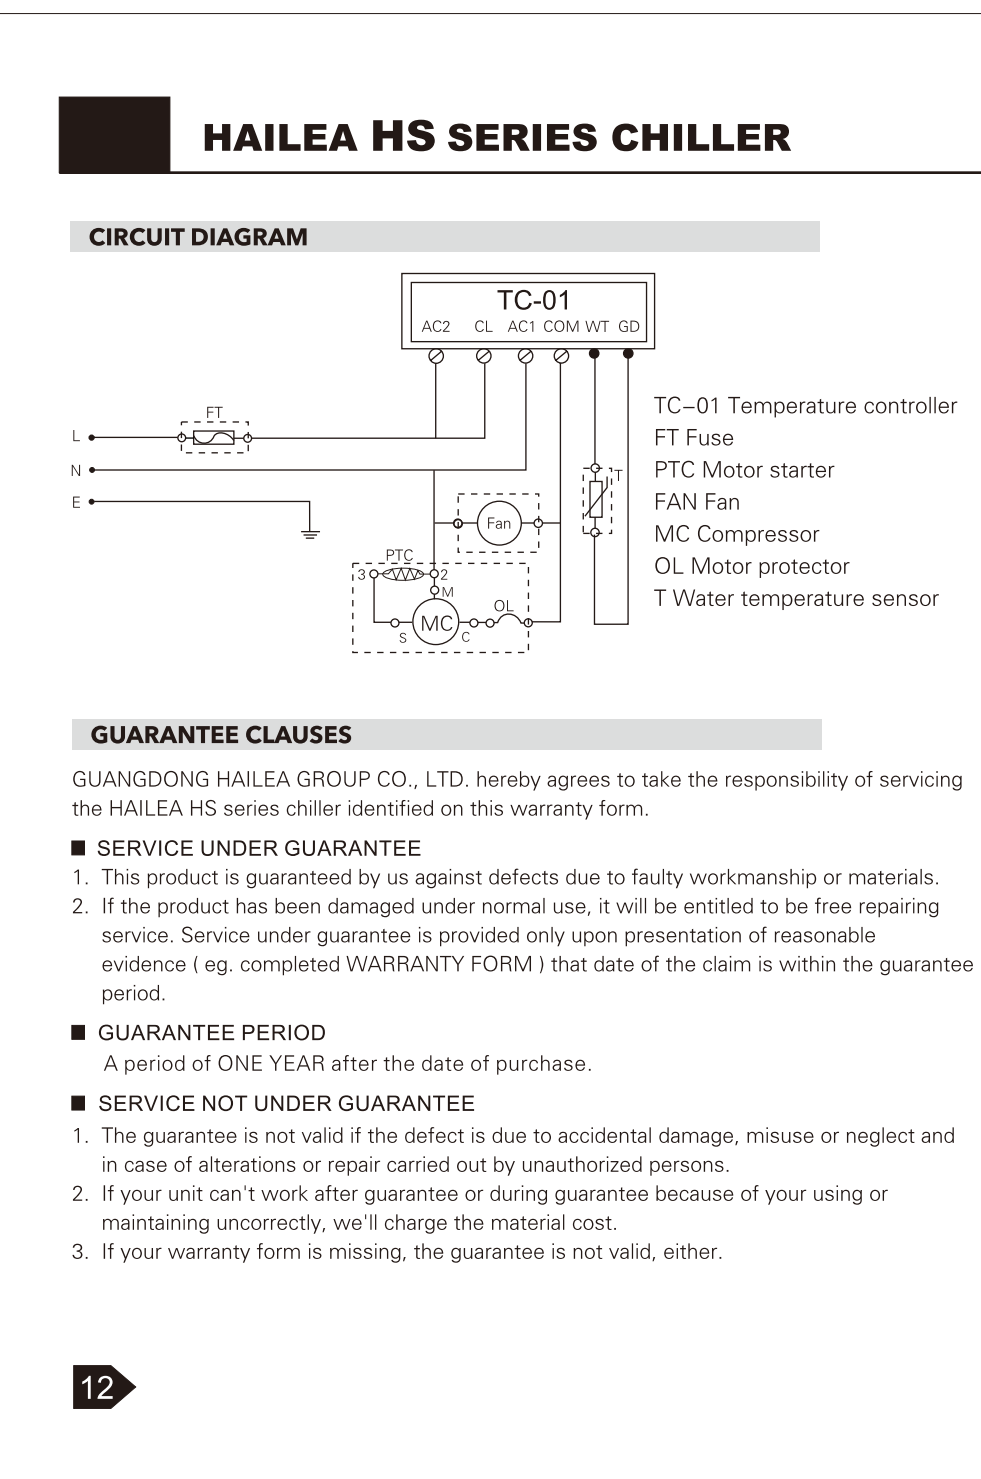 HAILEA HS SERIES CHILLER
CIRCUIT DIAGRAM
TC-01
AC2 CL AC1 COM WT GD
FT
L
N
E
T
Fan
PTC
3
2
M
OL
MC
S
C
TC–01 Temperature controller
FT Fuse
PTC Motor starter
FAN Fan
MC Compressor
OL Motor protector
T Water temperature sensor
GUARANTEE CLAUSES
GUANGDONG HAILEA GROUP CO., LTD. hereby agrees to take the responsibility of servicing
the HAILEA HS series chiller identified on this warranty form.
■ SERVICE UNDER GUARANTEE
1. This product is guaranteed by us against defects due to faulty workmanship or materials.
2. If the product has been damaged under normal use, it will be entitled to be free repairing
service. Service under guarantee is provided only upon presentation of reasonable
evidence ( eg. completed WARRANTY FORM ) that date of the claim is within the guarantee
period.
■ GUARANTEE PERIOD
A period of ONE YEAR after the date of purchase.
■ SERVICE NOT UNDER GUARANTEE
1. The guarantee is not valid if the defect is due to accidental damage, misuse or neglect and
in case of alterations or repair carried out by unauthorized persons.
2. If your unit can't work after guarantee or during guarantee because of your using or
maintaining uncorrectly, we'll charge the material cost.
3. If your warranty form is missing, the guarantee is not valid, either.
12